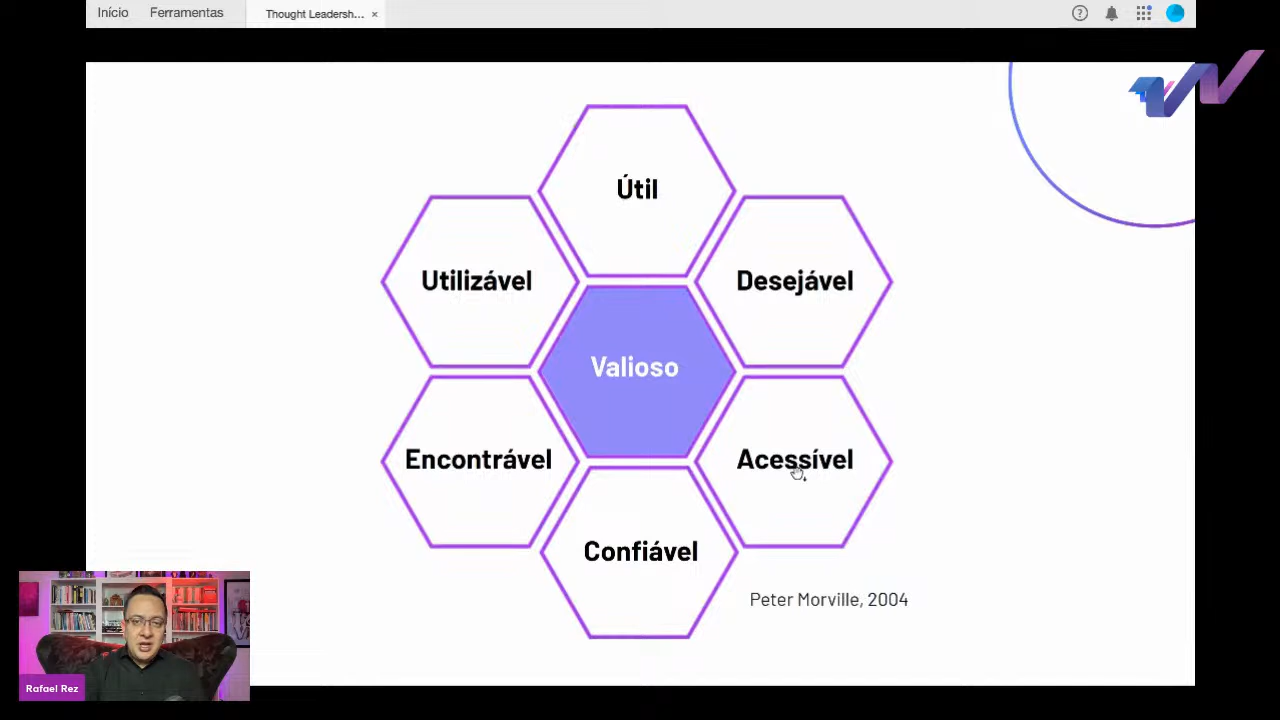 Início
Ferramentas
Thought Leadersh...
Útil
Utilizável
Desejável
Valioso
Encontrável
Acessível
Confiável
Peter Morville, 2004
Rafael Rez